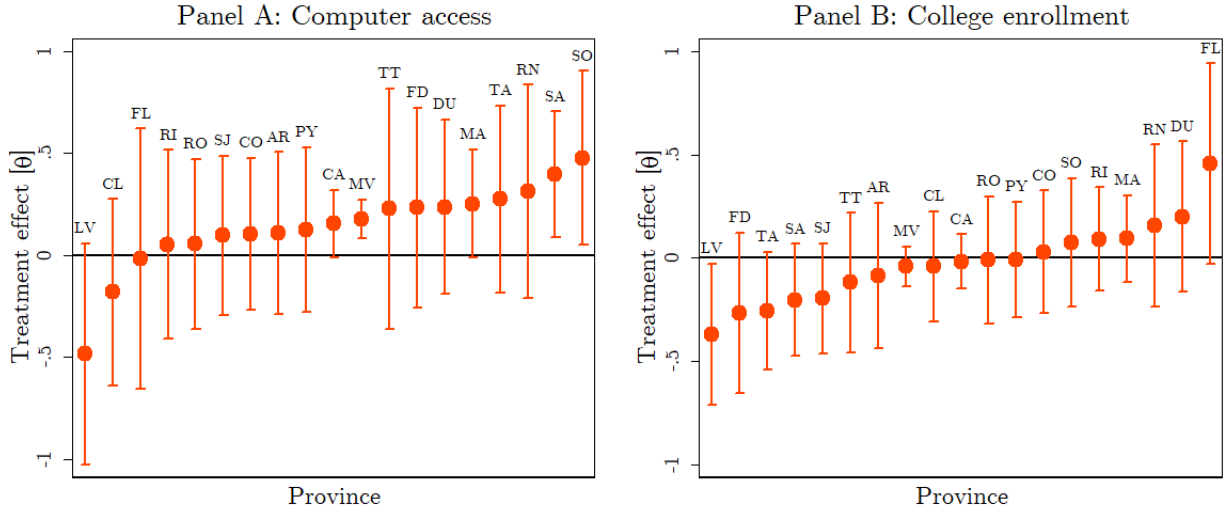 Panel A: Computer access
Treatment effect [θ]
1
.5
0
-.5
-1
LV
CL
FL
RI
RO
SJ
CO
AR
PY
CA
MV
TT
FD
DU
MA
TA
RN
SA
SO
Province
Panel B: College enrollment
Treatment effect [θ]
1
.5
0
-.5
-1
LV
FD
TA
SA
SJ
TT
AR
MV
CL
CA
RO
PY
CO
SO
RI
MA
RN
DU
FL
Province